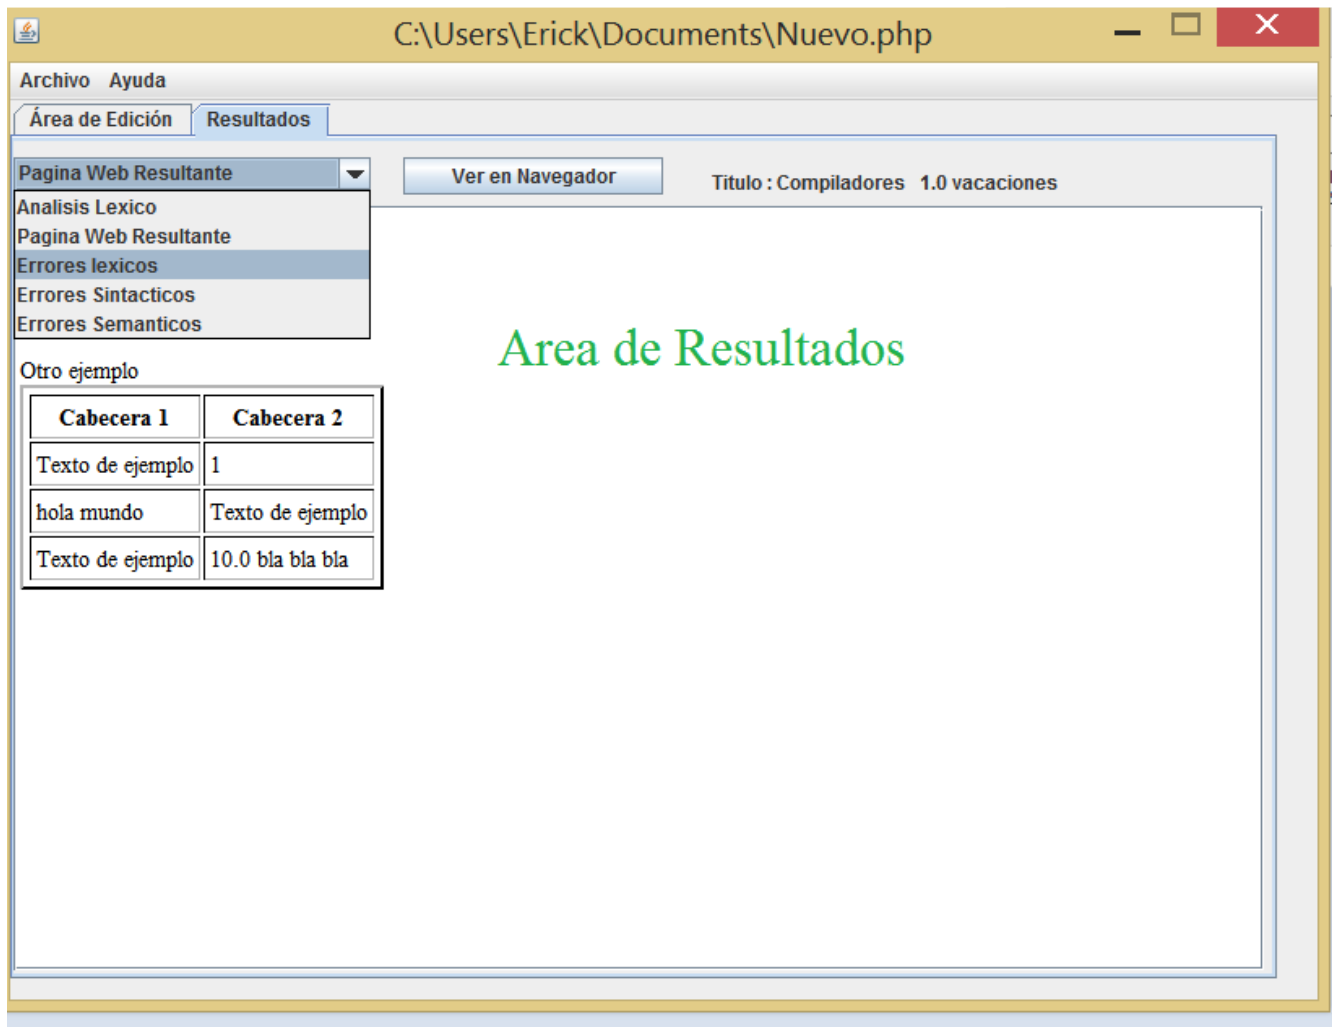 C:\Users\Erick\Documents\Nuevo.php
Archivo Ayuda
Área de Edición Resultados
Pagina Web Resultante Ver en Navegador Titulo : Compiladores 1.0 vacaciones
Analisis Lexico
Pagina Web Resultante
Errores lexicos
Errores Sintacticos
Errores Semanticos
Area de Resultados
Otro ejemplo
Cabecera 1 Cabecera 2
Texto de ejemplo 1
hola mundo Texto de ejemplo
Texto de ejemplo 10.0 bla bla bla